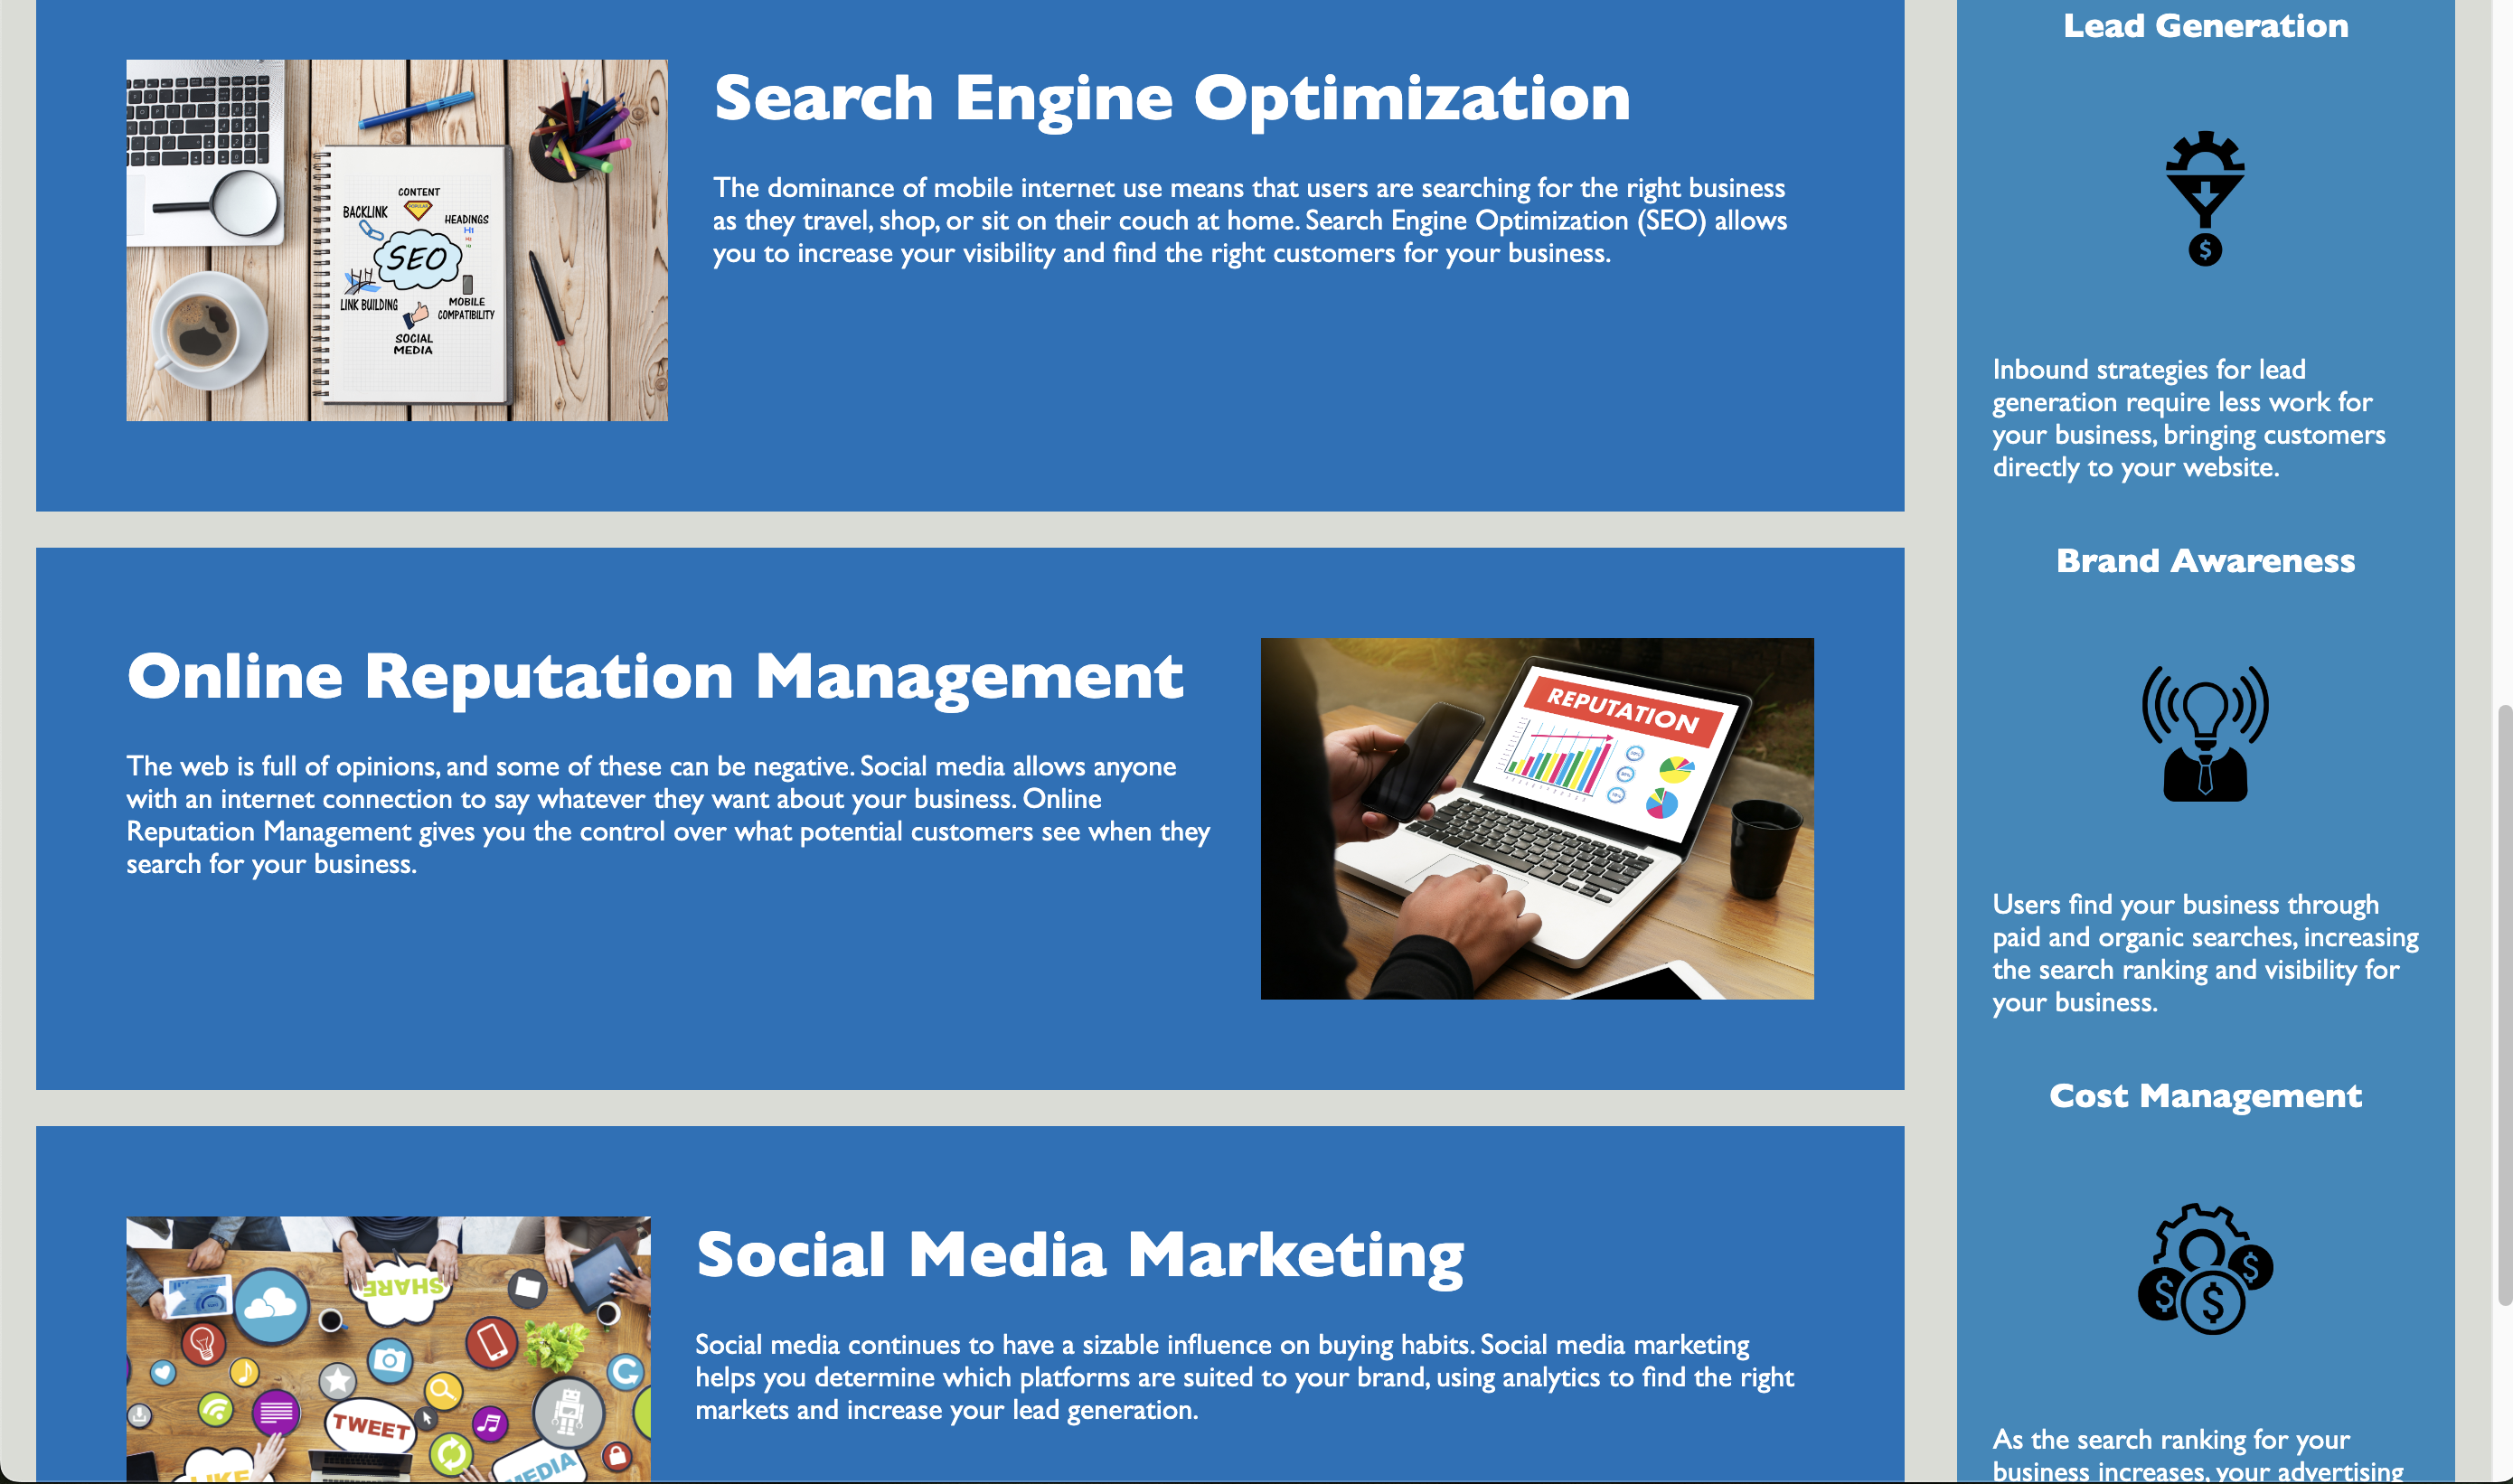 Search Engine Optimization
The dominance of mobile internet use means that users are searching for the right business
as they travel, shop, or sit on their couch at home. Search Engine Optimization (SEO) allows
you to increase your visibility and find the right customers for your business.
CONTENT
POPULAR
BACKLINK
HEADINGS
H1
H2
H3
SEO
LINK BUILDING
MOBILE
COMPATIBILITY
SOCIAL
MEDIA
Online Reputation Management
The web is full of opinions, and some of these can be negative. Social media allows anyone
with an internet connection to say whatever they want about your business. Online
Reputation Management gives you the control over what potential customers see when they
search for your business.
REPUTATION
Social Media Marketing
Social media continues to have a sizable influence on buying habits. Social media marketing
helps you determine which platforms are suited to your brand, using analytics to find the right
markets and increase your lead generation.
SHARE
TWEET
LIKE
MEDIA
Lead Generation
$
Inbound strategies for lead
generation require less work for
your business, bringing customers
directly to your website.
Brand Awareness
Users find your business through
paid and organic searches, increasing
the search ranking and visibility for
your business.
Cost Management
$
$
$
As the search ranking for your
business increases, your advertising